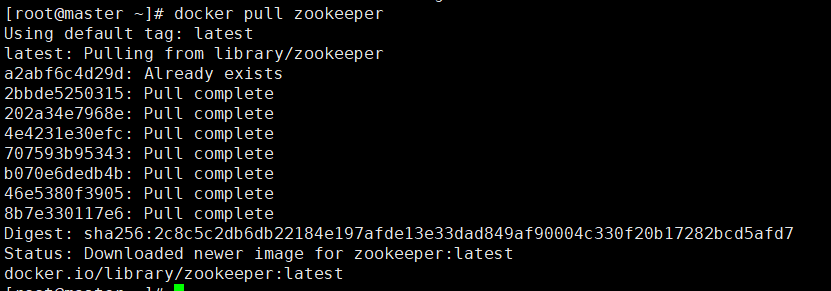 [root@master ~]# docker pull zookeeper
Using default tag: latest
latest: Pulling from library/zookeeper
a2abf6c4d29d: Already exists
2bbde5250315: Pull complete
202a34e7968e: Pull complete
4e4231e30efc: Pull complete
707593b95343: Pull complete
b070e6dedb4b: Pull complete
46e5380f3905: Pull complete
8b7e330117e6: Pull complete
Digest: sha256:2c8c5c2db6db22184e197afde13e33dad849af90004c330f20b17282bcd5afd7
Status: Downloaded newer image for zookeeper:latest
docker.io/library/zookeeper:latest
[root@master ~]#